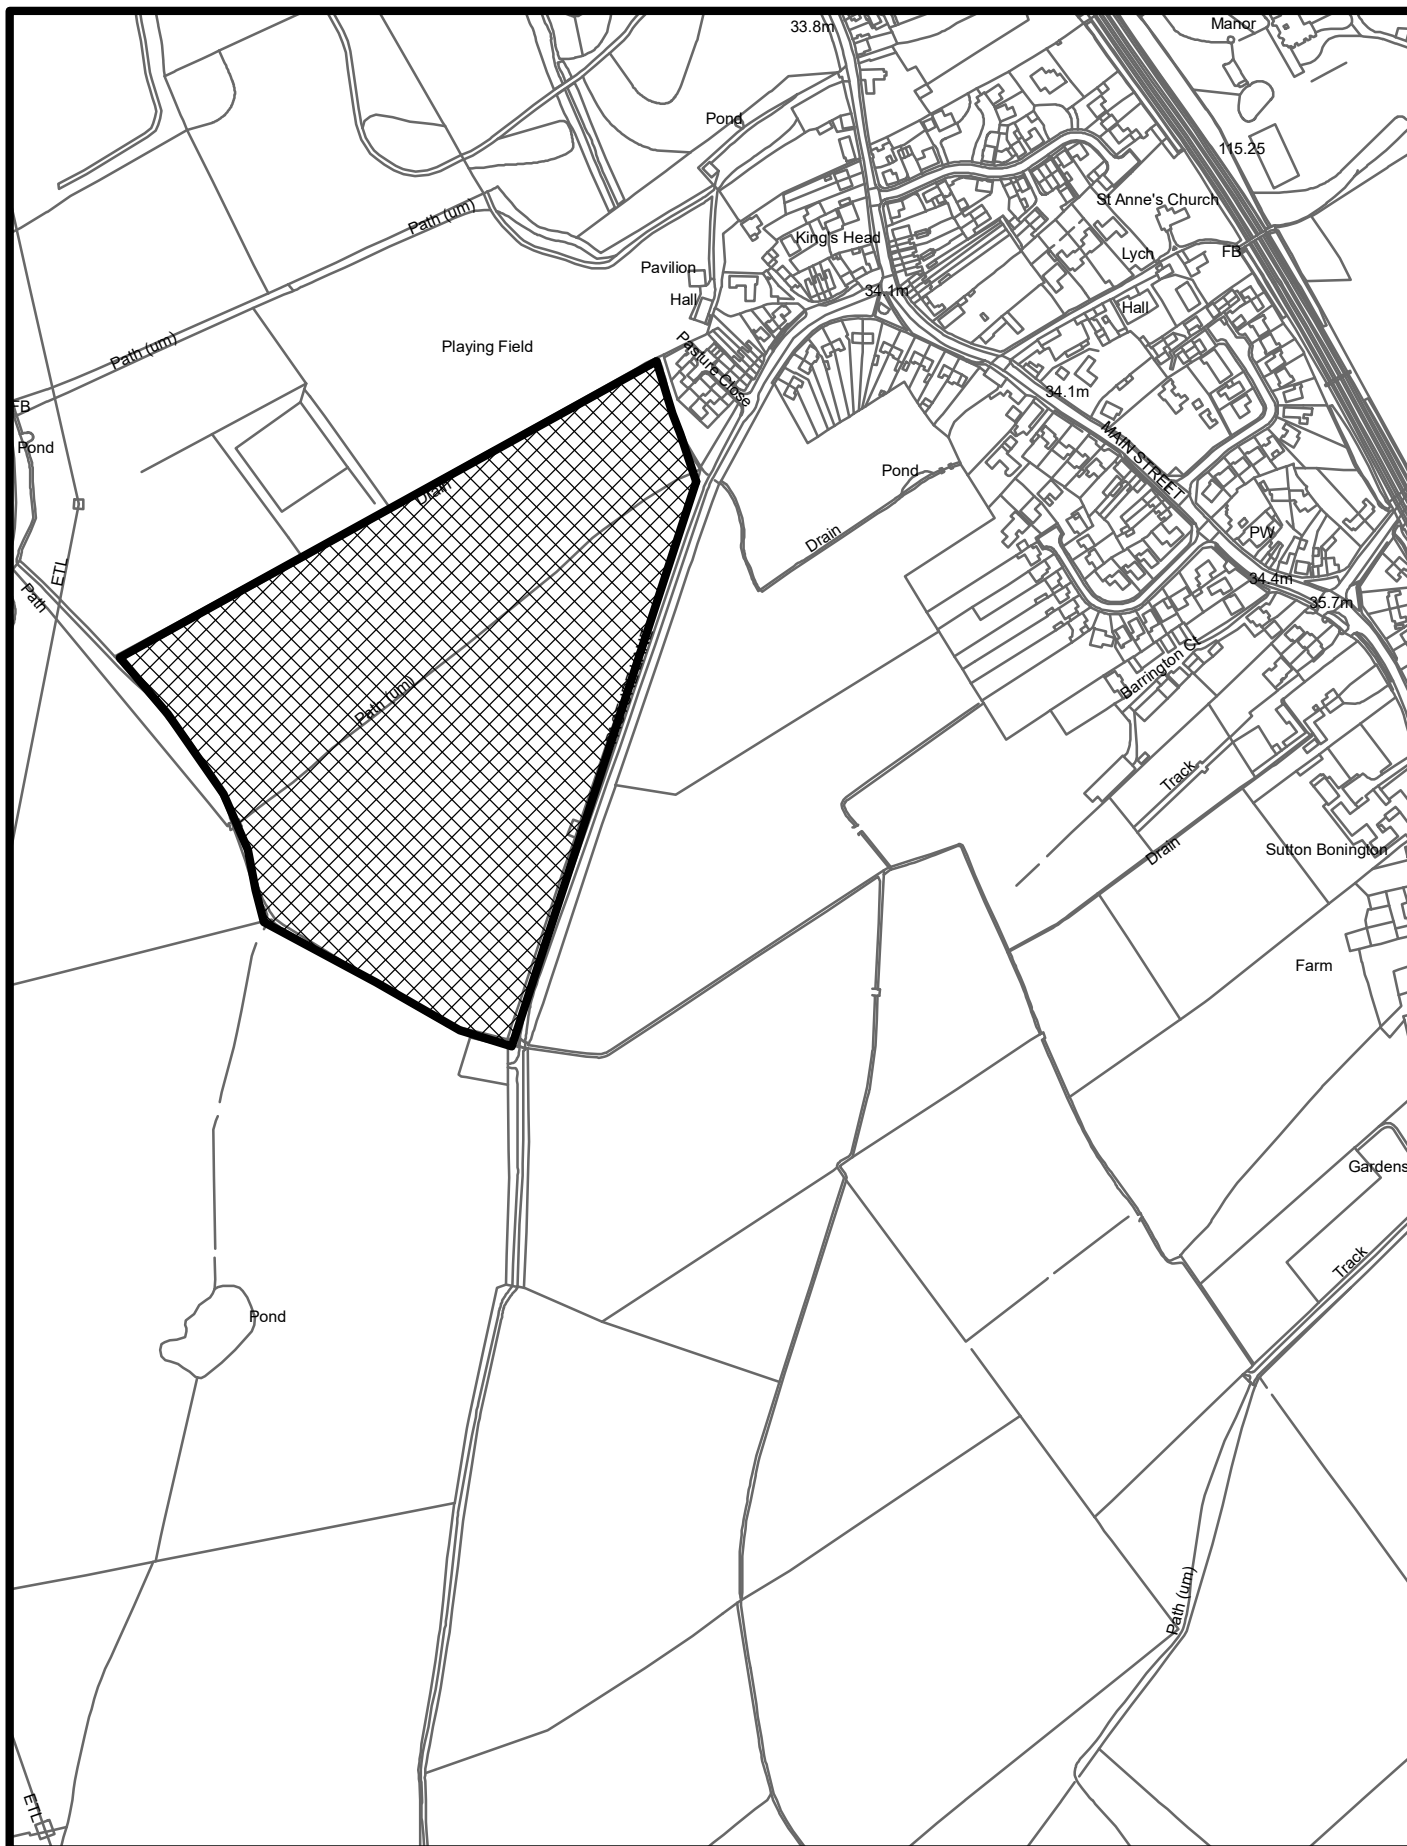 33.8m
Manor
Pond
115.25
St Anne's Church
Path (um)
King's Head
Lych
FB
Pavilion
Hall
34.1m
Hall
Path (um)
Playing Field
Pasture Close
34.1m
FB
MAIN STREET
Pond
Pond
Drain
Drain
PW
ETL
34.4m
Path
35.7m
Barrington Cl
Path (um)
Track
Drain
Sutton Bonington
Farm
Gardens
Track
Pond
Path (um)
ETL